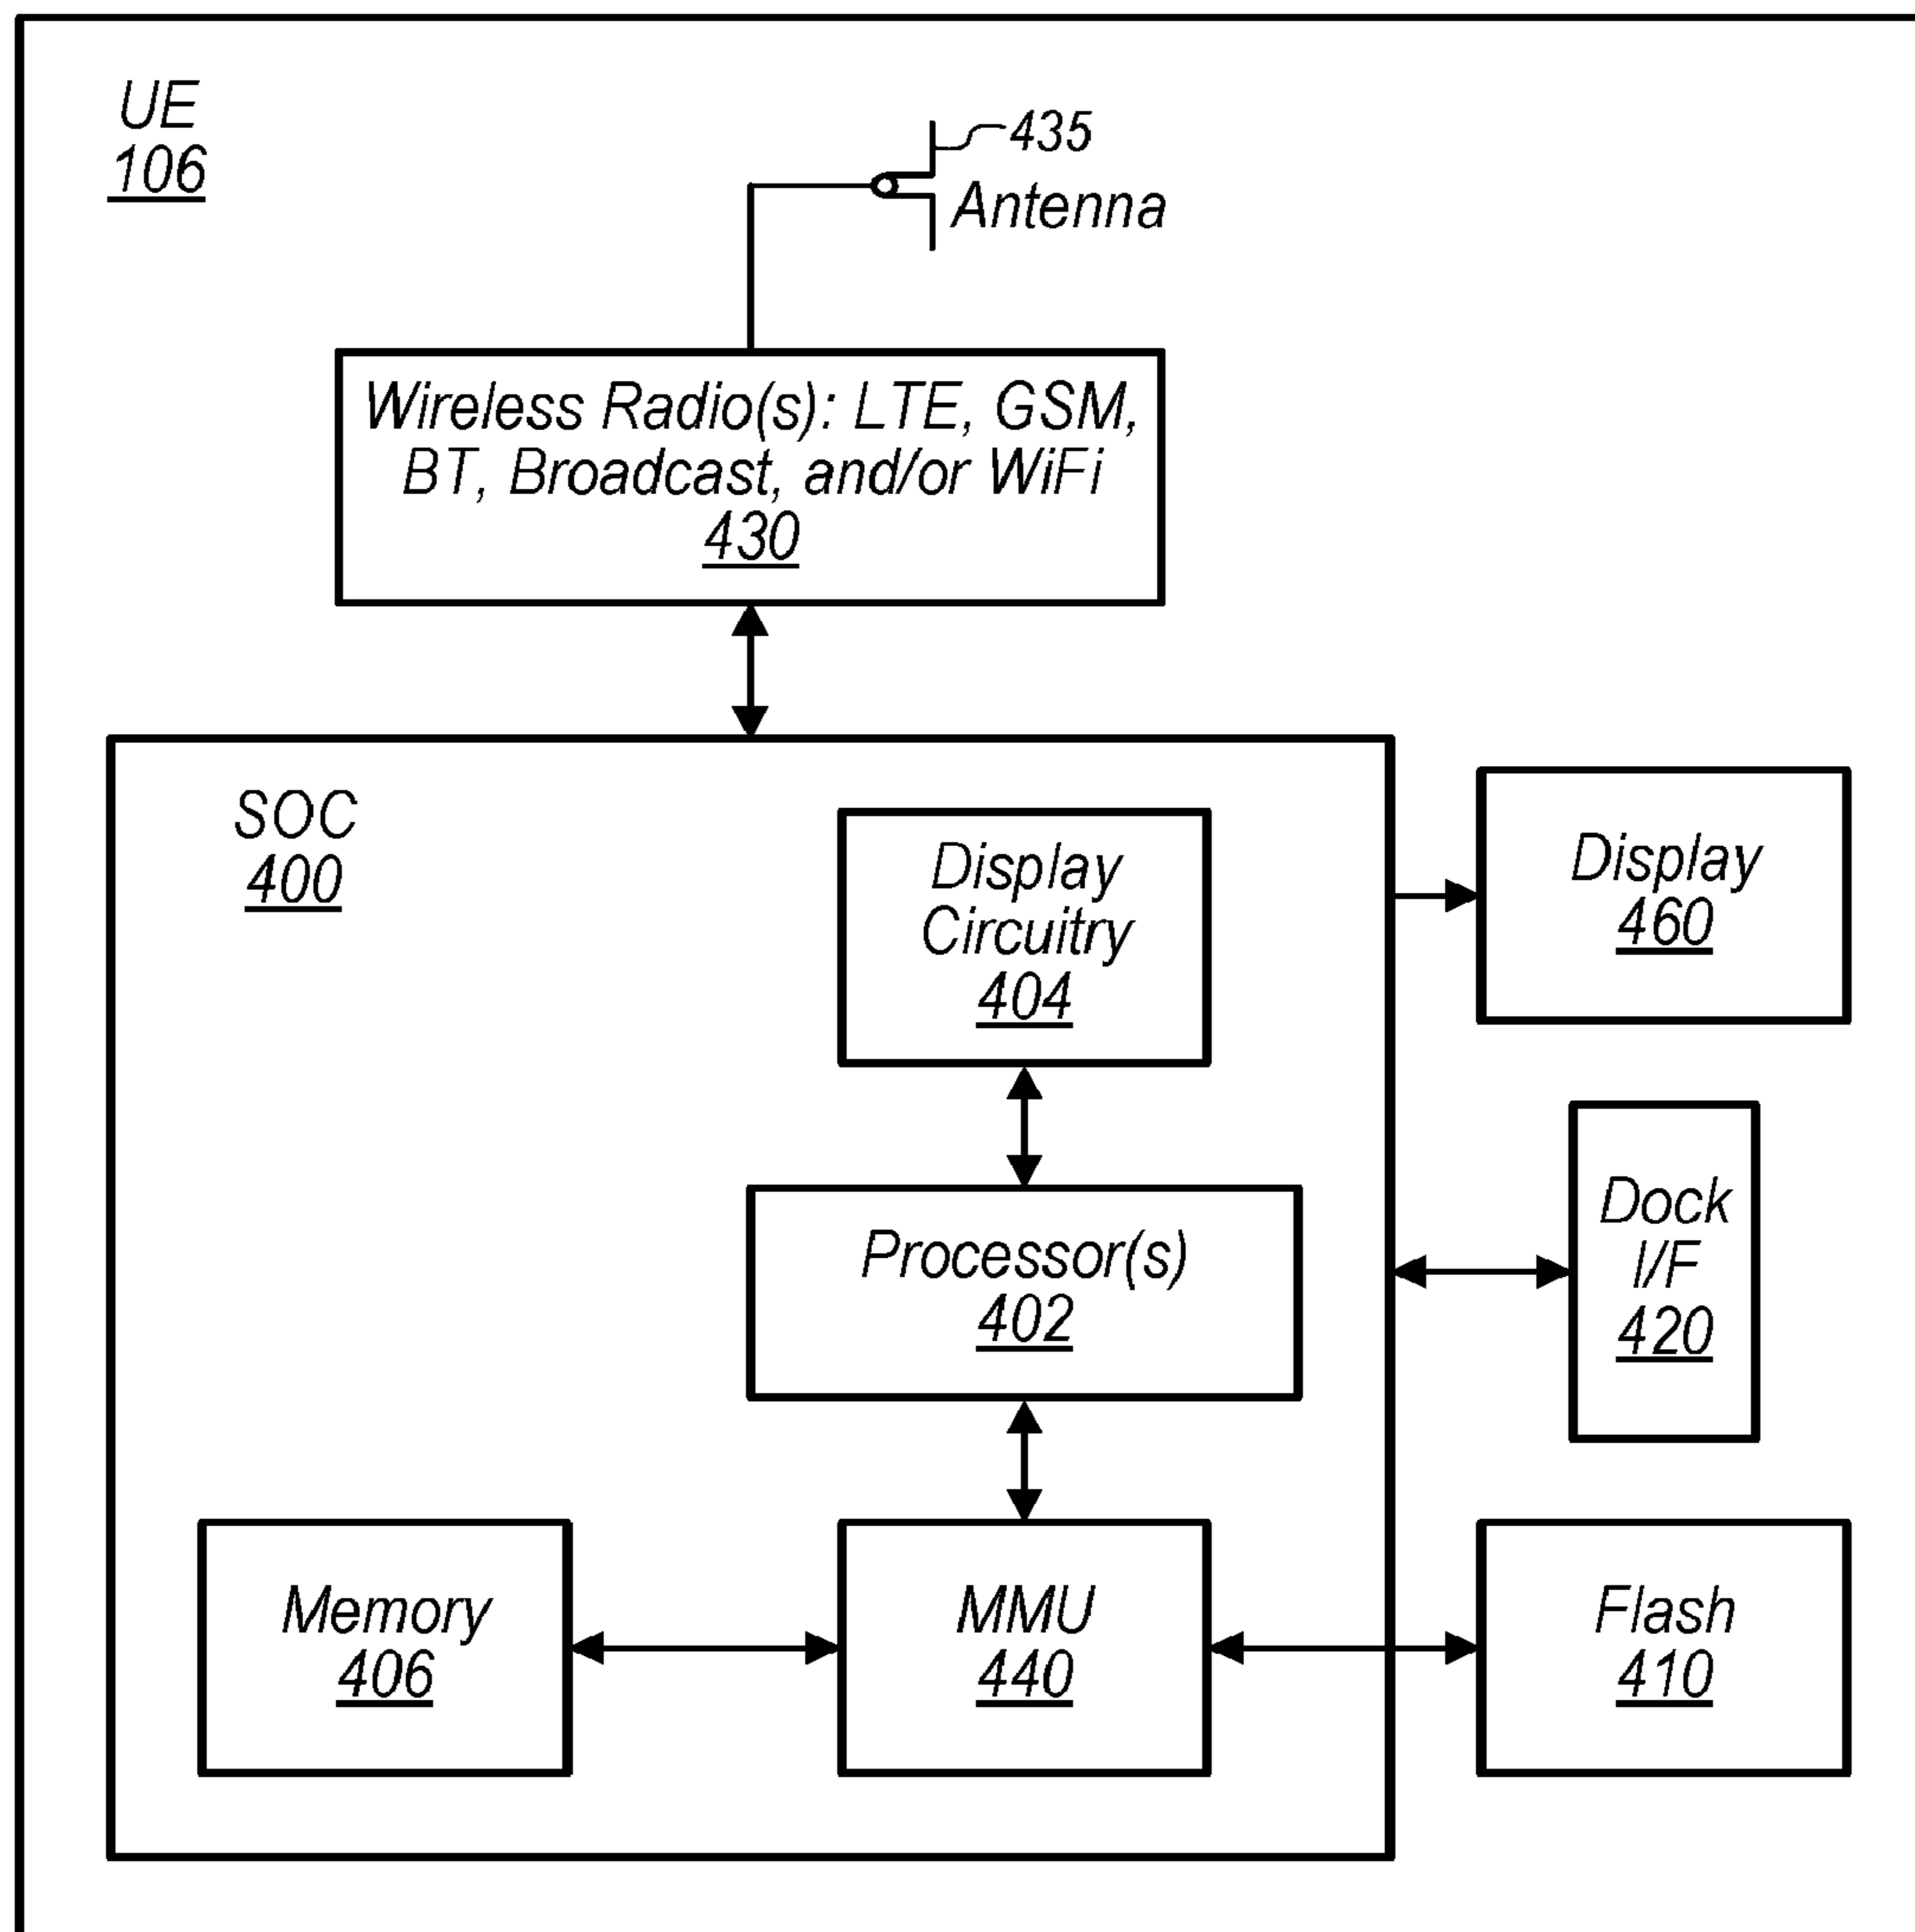 UE
106
435
Antenna
Wireless Radio(s): LTE, GSM,
BT, Broadcast, and/or WiFi
430
SOC
400
Display
Circuitry
404
Display
460
Processor(s)
402
Dock
I/F
420
Memory
406
MMU
440
Flash
410